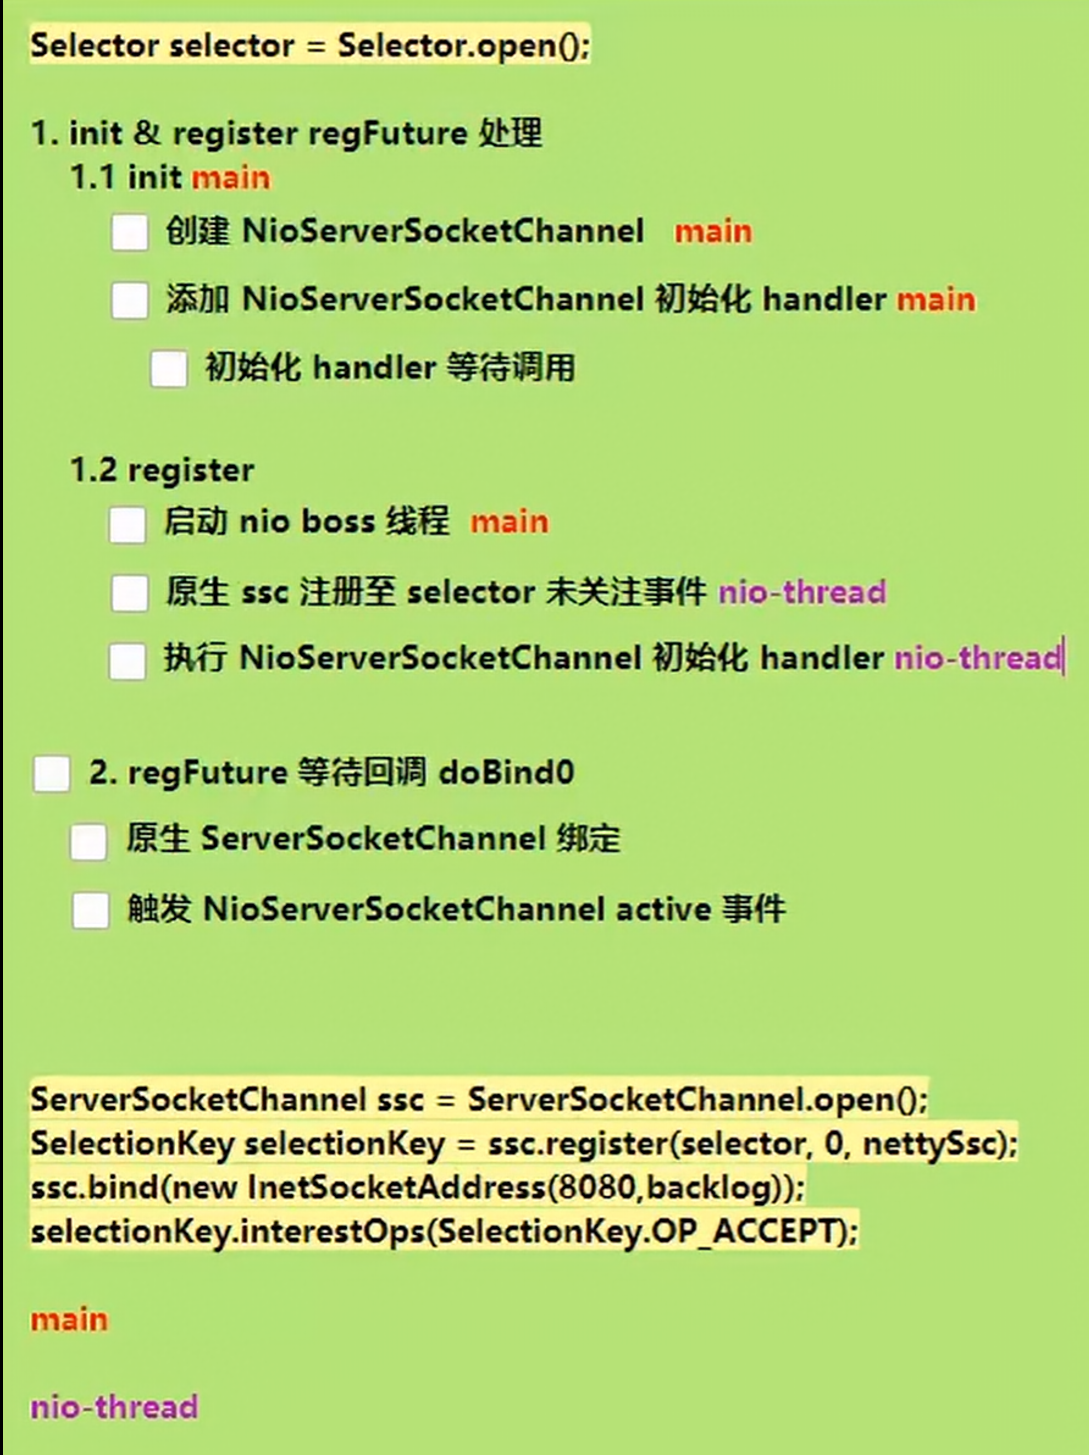 Selector selector = Selector.open();
1. init & register regFuture 处理
1.1 init main
创建 NioServerSocketChannel main
添加 NioServerSocketChannel 初始化 handler main
初始化 handler 等待调用
1.2 register
启动 nio boss 线程 main
原生 ssc 注册至 selector 未关注事件 nio-thread
执行 NioServerSocketChannel 初始化 handler nio-thread
2. regFuture 等待回调 doBind0
原生 ServerSocketChannel 绑定
触发 NioServerSocketChannel active 事件
ServerSocketChannel ssc = ServerSocketChannel.open();
SelectionKey selectionKey = ssc.register(selector, 0, nettySsc);
ssc.bind(new InetSocketAddress(8080,backlog));
selectionKey.interestOps(SelectionKey.OP_ACCEPT);
main
nio-thread